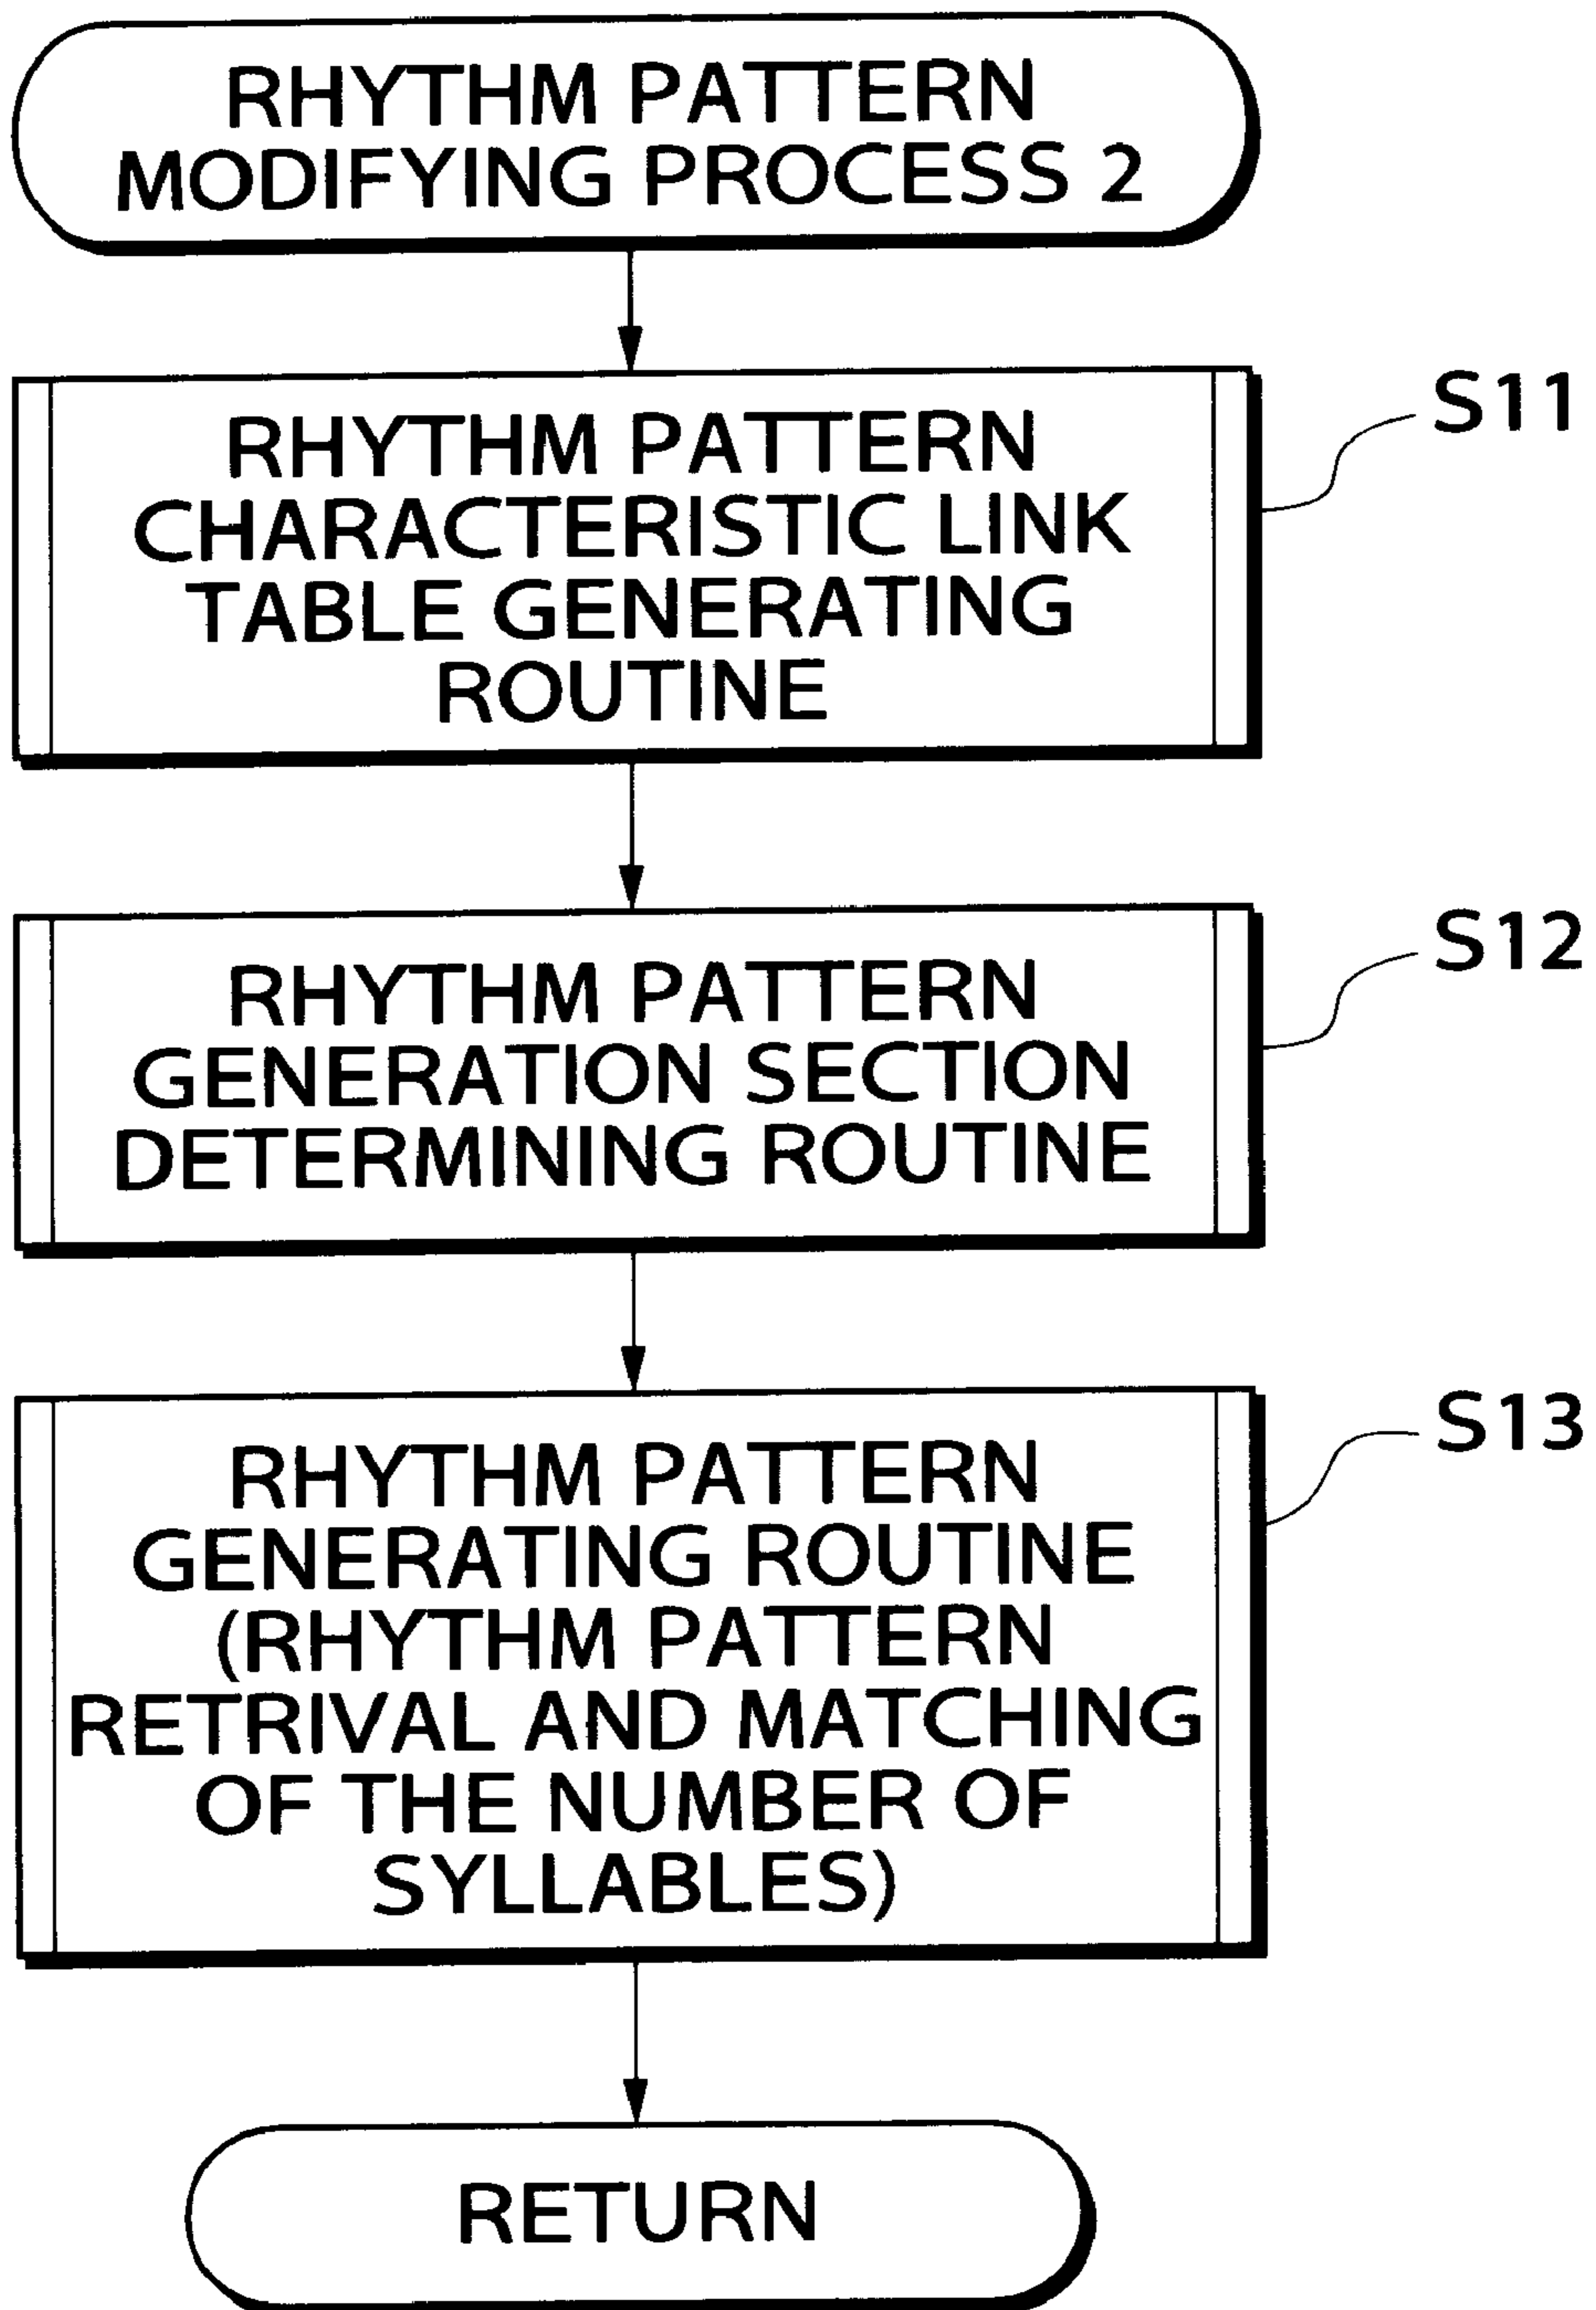 RHYTHM PATTERN
MODIFYING PROCESS 2
S11
RHYTHM PATTERN
CHARACTERISTIC LINK
TABLE GENERATING
ROUTINE
S12
RHYTHM PATTERN
GENERATION SECTION
DETERMINING ROUTINE
S13
RHYTHM PATTERN
GENERATING ROUTINE
(RHYTHM PATTERN
RETRIVAL AND MATCHING
OF THE NUMBER OF
SYLLABLES)
RETURN